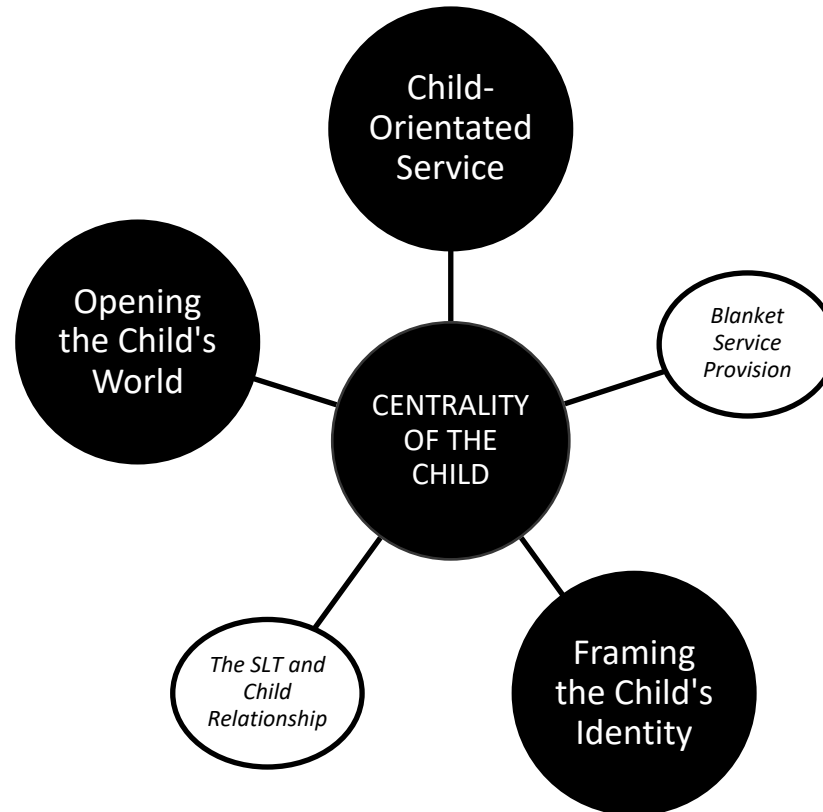 Child-
Orientated
Service
Opening
the Child's
World
Blanket
Service
Provision
CENTRALITY
OF THE
CHILD
The SLT and
Child
Relationship
Framing
the Child's
Identity